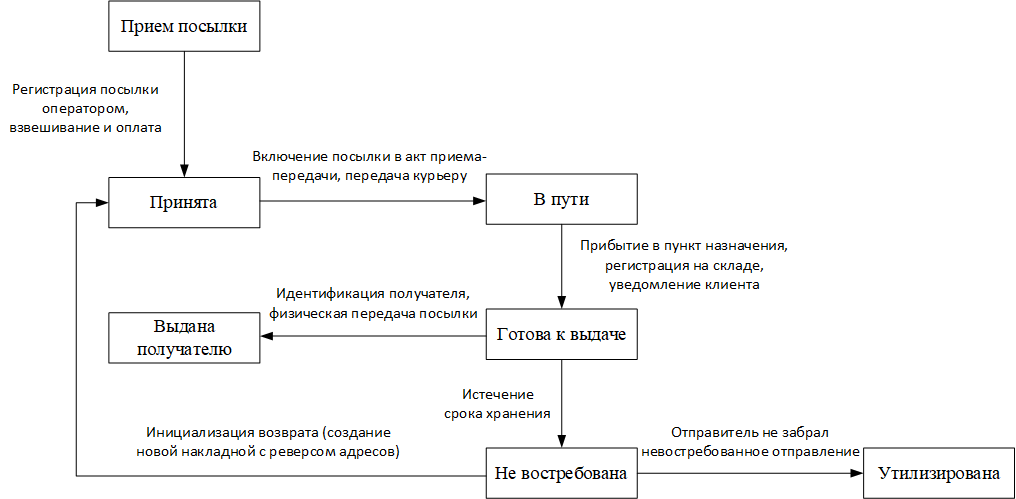 Прием посылки
Регистрация посылки
оператором,
взвешивание и оплата
Включение посылки в акт приема-
передачи, передача курьеру
Принята
В пути
Прибытие в пункт назначения,
регистрация на складе,
уведомление клиента
Идентификация получателя,
физическая передача посылки
Выдана
получателю
Готова к выдаче
Истечение
срока хранения
Инициализация возврата (создание
новой накладной с реверсом адресов)
Отправитель не забрал
невостребованное отправление
Не востребована
Утилизирована